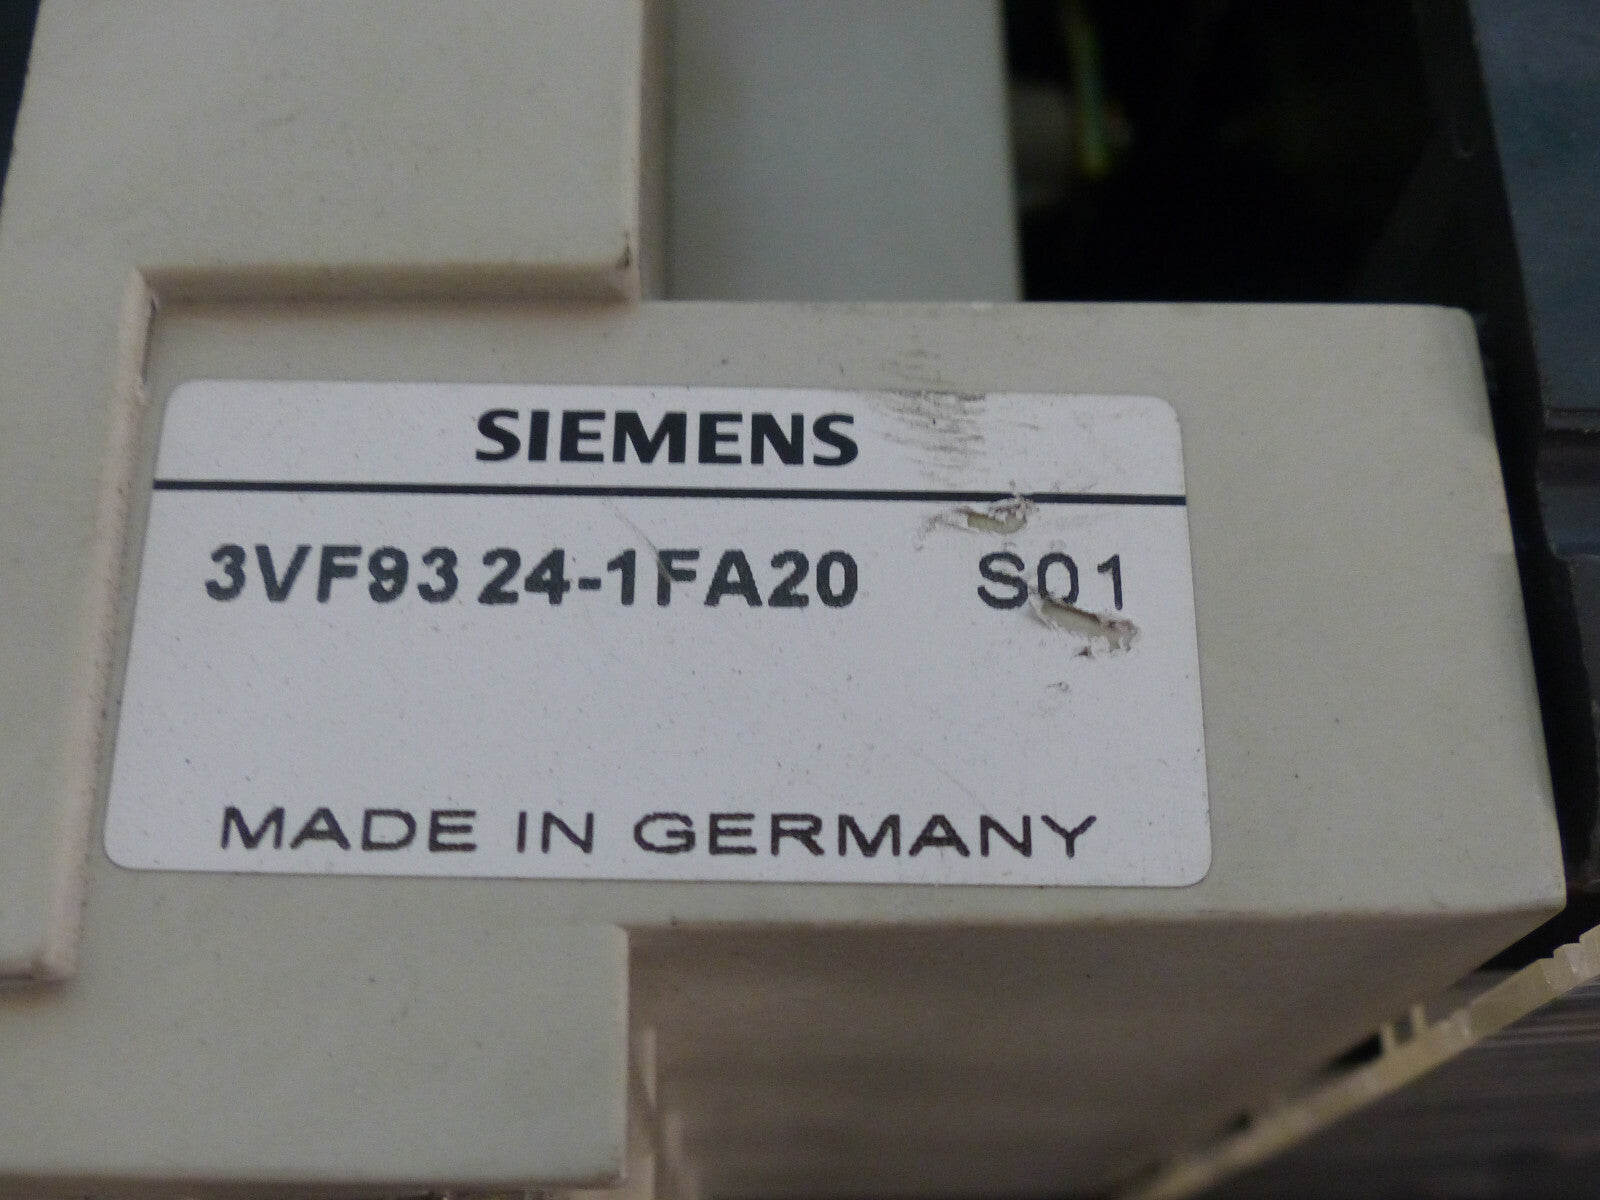 SIEMENS
3VF93 24-1FA20 S01
MADE IN GERMANY